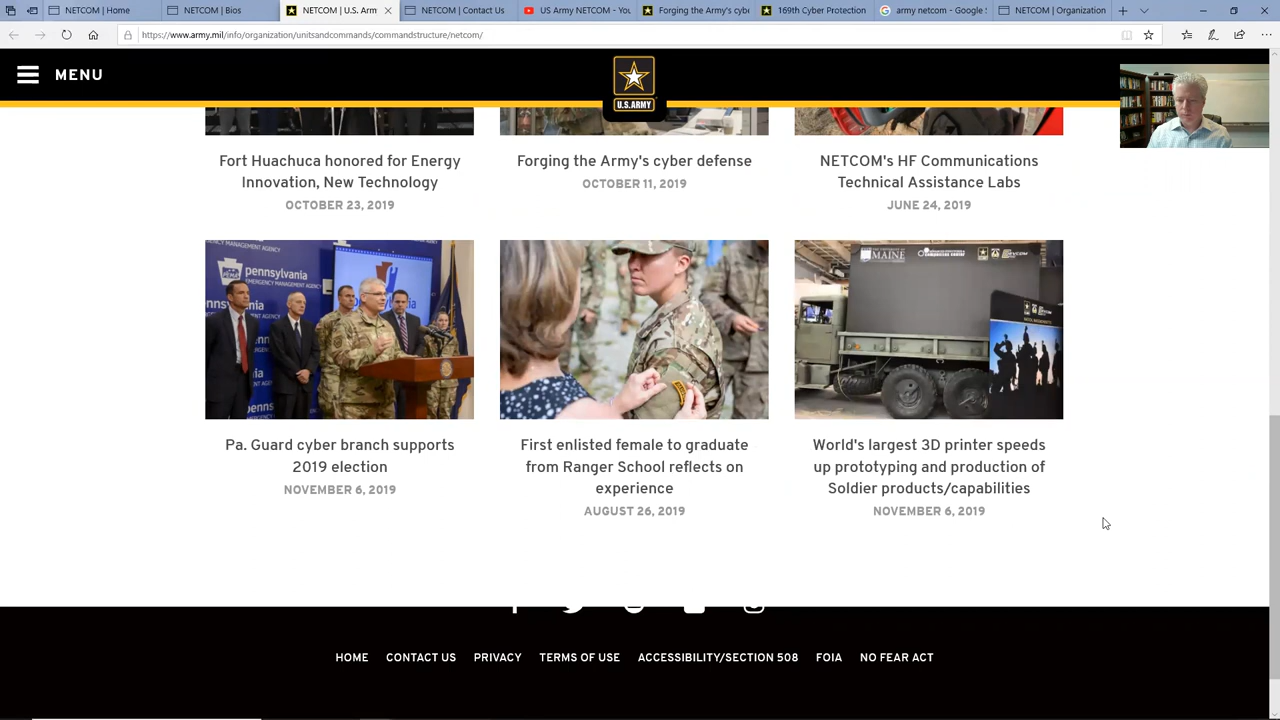 NETCOM | Home
NETCOM | Bios
NETCOM | U.S. Arm
NETCOM | Contact Us
US Army NETCOM - You
Forging the Army's cybe
169th Cyber Protection
army netcom - Google S
NETCOM | Organization
https://www.army.mil/info/organization/unitsandcommands/commandstructure/netcom/
MENU
U.S.ARMY
Fort Huachuca honored for Energy
Innovation, New Technology
OCTOBER 23, 2019
Forging the Army's cyber defense
OCTOBER 11, 2019
NETCOM's HF Communications
Technical Assistance Labs
JUNE 24, 2019
pennsylvania
EMERGENCY MANAGEMENT AGENCY
MAINE
Pa. Guard cyber branch supports
2019 election
NOVEMBER 6, 2019
First enlisted female to graduate
from Ranger School reflects on
experience
AUGUST 26, 2019
World's largest 3D printer speeds
up prototyping and production of
Soldier products/capabilities
NOVEMBER 6, 2019
HOME CONTACT US PRIVACY TERMS OF USE ACCESSIBILITY/SECTION 508 FOIA NO FEAR ACT